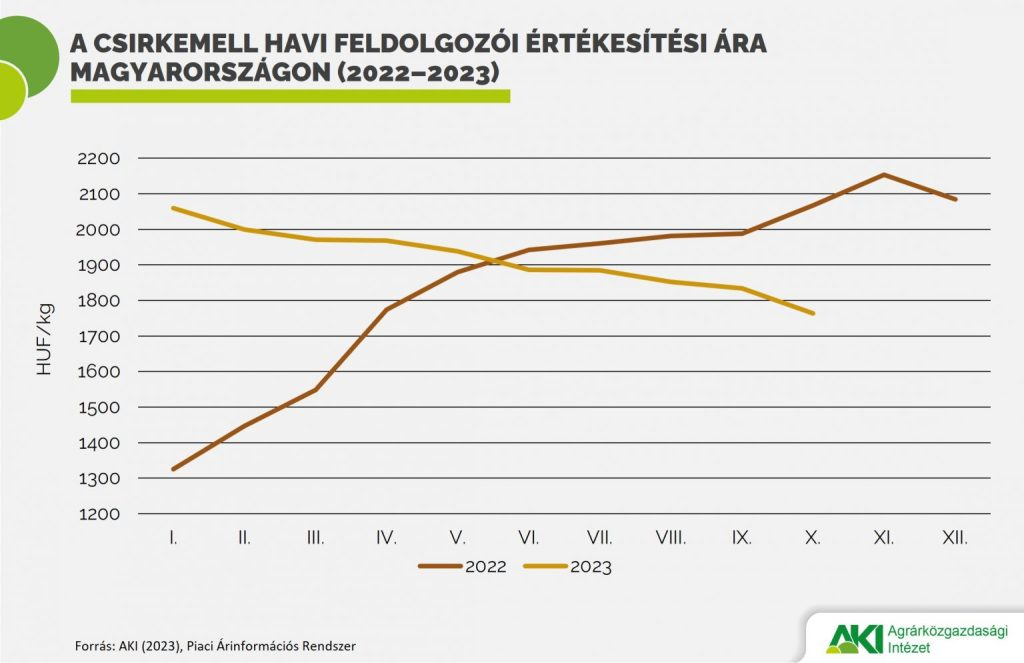 A CSIRKEMELL HAVI FELDOLGOZÓI ÉRTÉKESÍTÉSI ÁRA
MAGYARORSZÁGON (2022–2023)
2200
2100
2000
1900
1800
1700
1600
1500
1400
1300
1200
HUF/kg
I. II. III. IV. V. VI. VII. VIII. IX. X. XI. XII.
2022 2023
Forrás: AKI (2023), Piaci Árinformációs Rendszer
AKI Agrárközgazdasági
Intézet